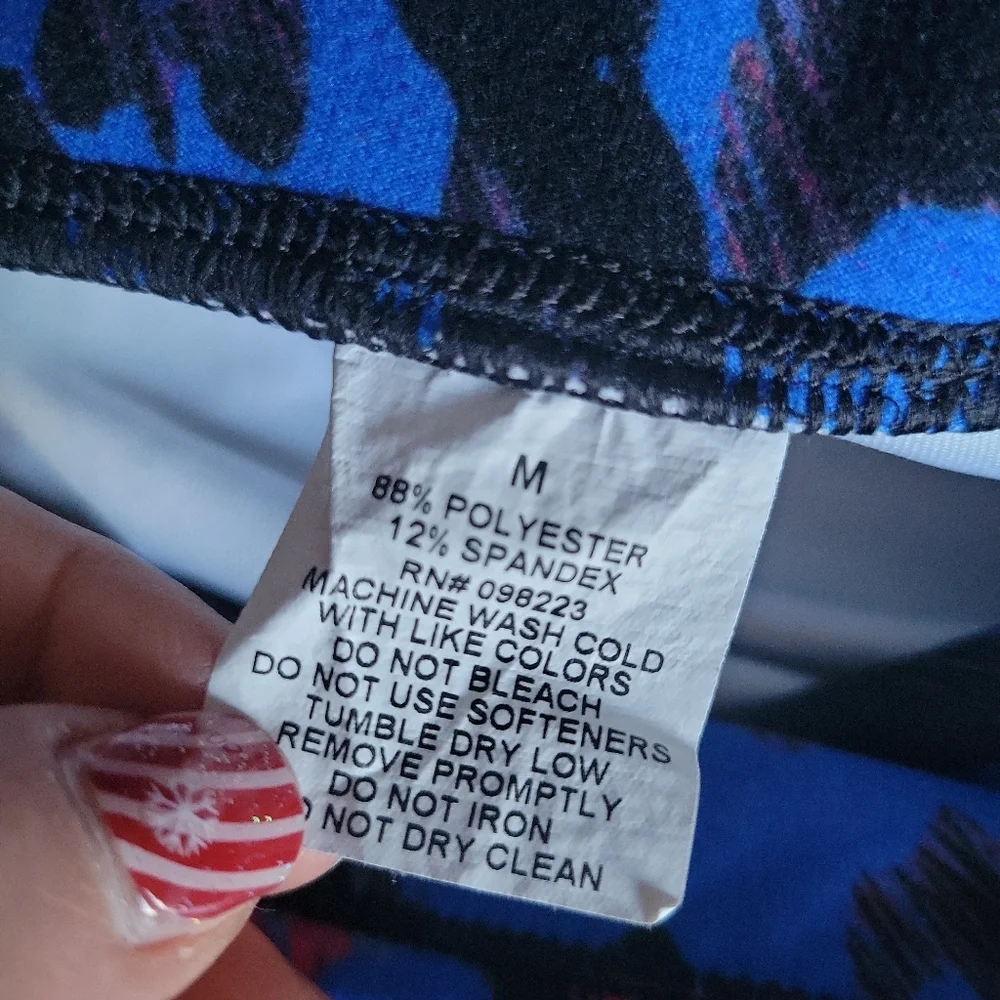 M
88% POLYESTER
12% SPANDEX
RN# 098223
MACHINE WASH COLD
WITH LIKE COLORS
DO NOT BLEACH
DO NOT USE SOFTENERS
TUMBLE DRY LOW
REMOVE PROMPTLY
DO NOT IRON
DO NOT DRY CLEAN